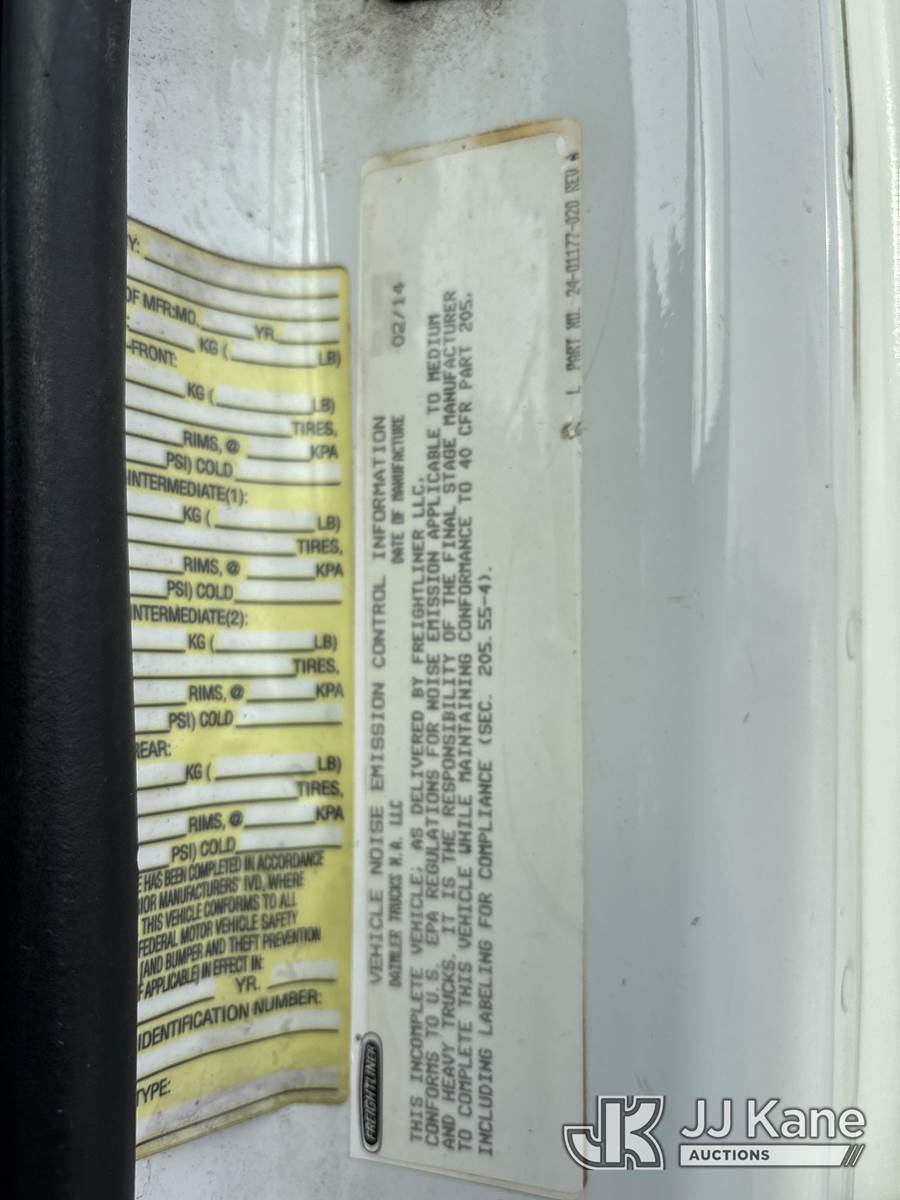 Y:
OF MFR:MO. YR.
KG ( LB)
-FRONT:
KG ( LB)
TIRES,
RIMS, @ KPA
PSI) COLD
INTERMEDIATE(1):
KG ( LB)
TIRES,
RIMS, @ KPA
PSI) COLD
INTERMEDIATE(2):
KG ( LB)
TIRES,
RIMS, @ KPA
PSI) COLD
REAR:
KG ( LB)
TIRES,
RIMS, @ KPA
PSI) COLD
E HAS BEEN COMPLETED IN ACCORDANCE
IOR MANUFACTURERS' IVD, WHERE
THIS VEHICLE CONFORMS TO ALL
FEDERAL MOTOR VEHICLE SAFETY
[AND BUMPER AND THEFT PREVENTION
F APPLICABLE] IN EFFECT IN:
YR.
IDENTIFICATION NUMBER:
TYPE:
FREIGHTLINER
VEHICLE NOISE EMISSION CONTROL INFORMATION
DAIMLER TRUCKS N.A. LLC DATE OF MANUFACTURE 02/14
THIS INCOMPLETE VEHICLE, AS DELIVERED BY FREIGHTLINER LLC,
CONFORMS TO U.S. EPA REGULATIONS FOR NOISE EMISSION APPLICABLE TO MEDIUM
AND HEAVY TRUCKS. IT IS THE RESPONSIBILITY OF THE FINAL STAGE MANUFACTURER
TO COMPLETE THIS VEHICLE WHILE MAINTAINING CONFORMANCE TO 40 CFR PART 205,
INCLUDING LABELING FOR COMPLIANCE (SEC. 205.55-4).
L PART NO. 24-01177-020 REV A
JK JJ Kane
AUCTIONS